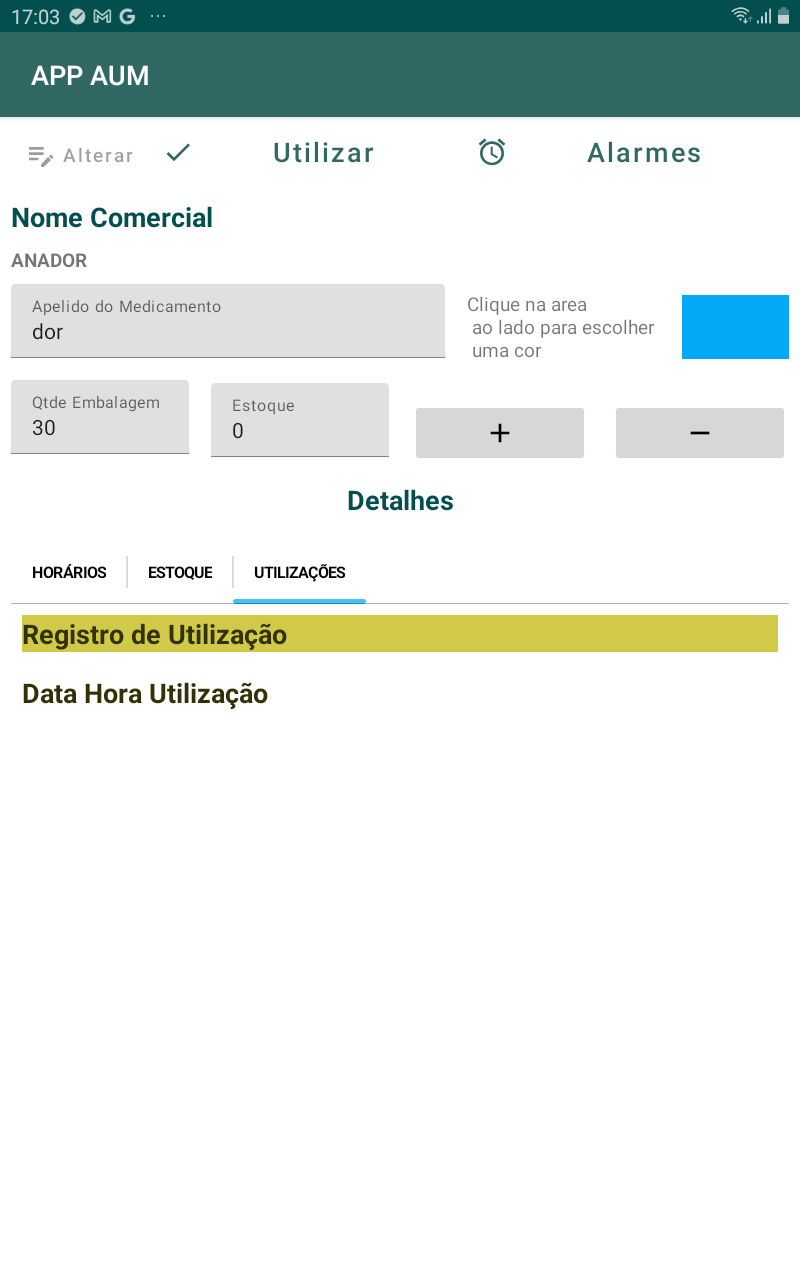 17:03
APP AUM
Alterar Utilizar Alarmes
Nome Comercial
ANADOR
Apelido do Medicamento
dor
Clique na area
ao lado para escolher
uma cor
Qtde Embalagem
30
Estoque
0
+ −
Detalhes
HORÁRIOS ESTOQUE UTILIZAÇÕES
Registro de Utilização
Data Hora Utilização